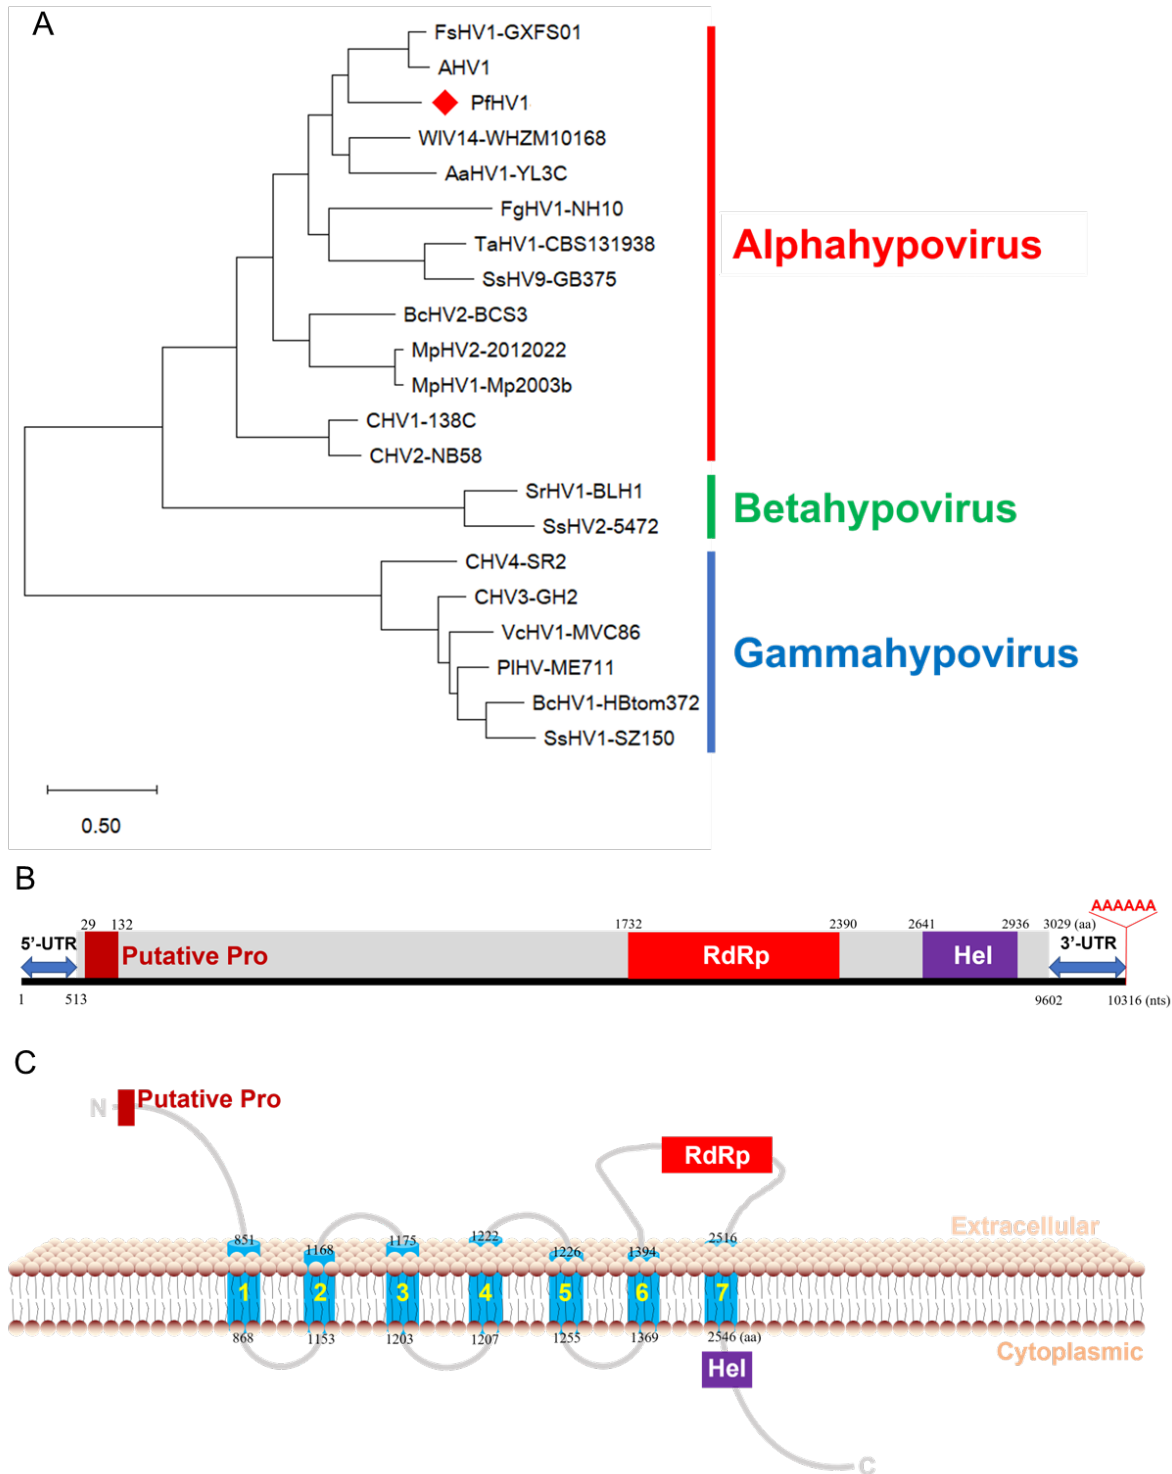 A
FsHV1-GXFS01
AHV1
PfHV1
WIV14-WHZM10168
AaHV1-YL3C
FgHV1-NH10
TaHV1-CBS131938
SsHV9-GB375
BcHV2-BCS3
MpHV2-2012022
MpHV1-Mp2003b
CHV1-138C
CHV2-NB58
SrHV1-BLH1
SsHV2-5472
CHV4-SR2
CHV3-GH2
VcHV1-MVC86
PlHV-ME711
BcHV1-HBtom372
SsHV1-SZ150
Alphahypovirus
Betahypovirus
Gammahypovirus
0.50
B
AAAAAA
29 132 1732 2390 2641 2936 3029 (aa)
5’-UTR Putative Pro RdRp Hel 3’-UTR
1 513 9602 10316 (nts)
C
N Putative Pro
RdRp
Extracellular
851 1168 1175 1222 1226 1394 2516
1 2 3 4 5 6 7
868 1153 1203 1207 1255 1369 2546 (aa)
Cytoplasmic
Hel
C